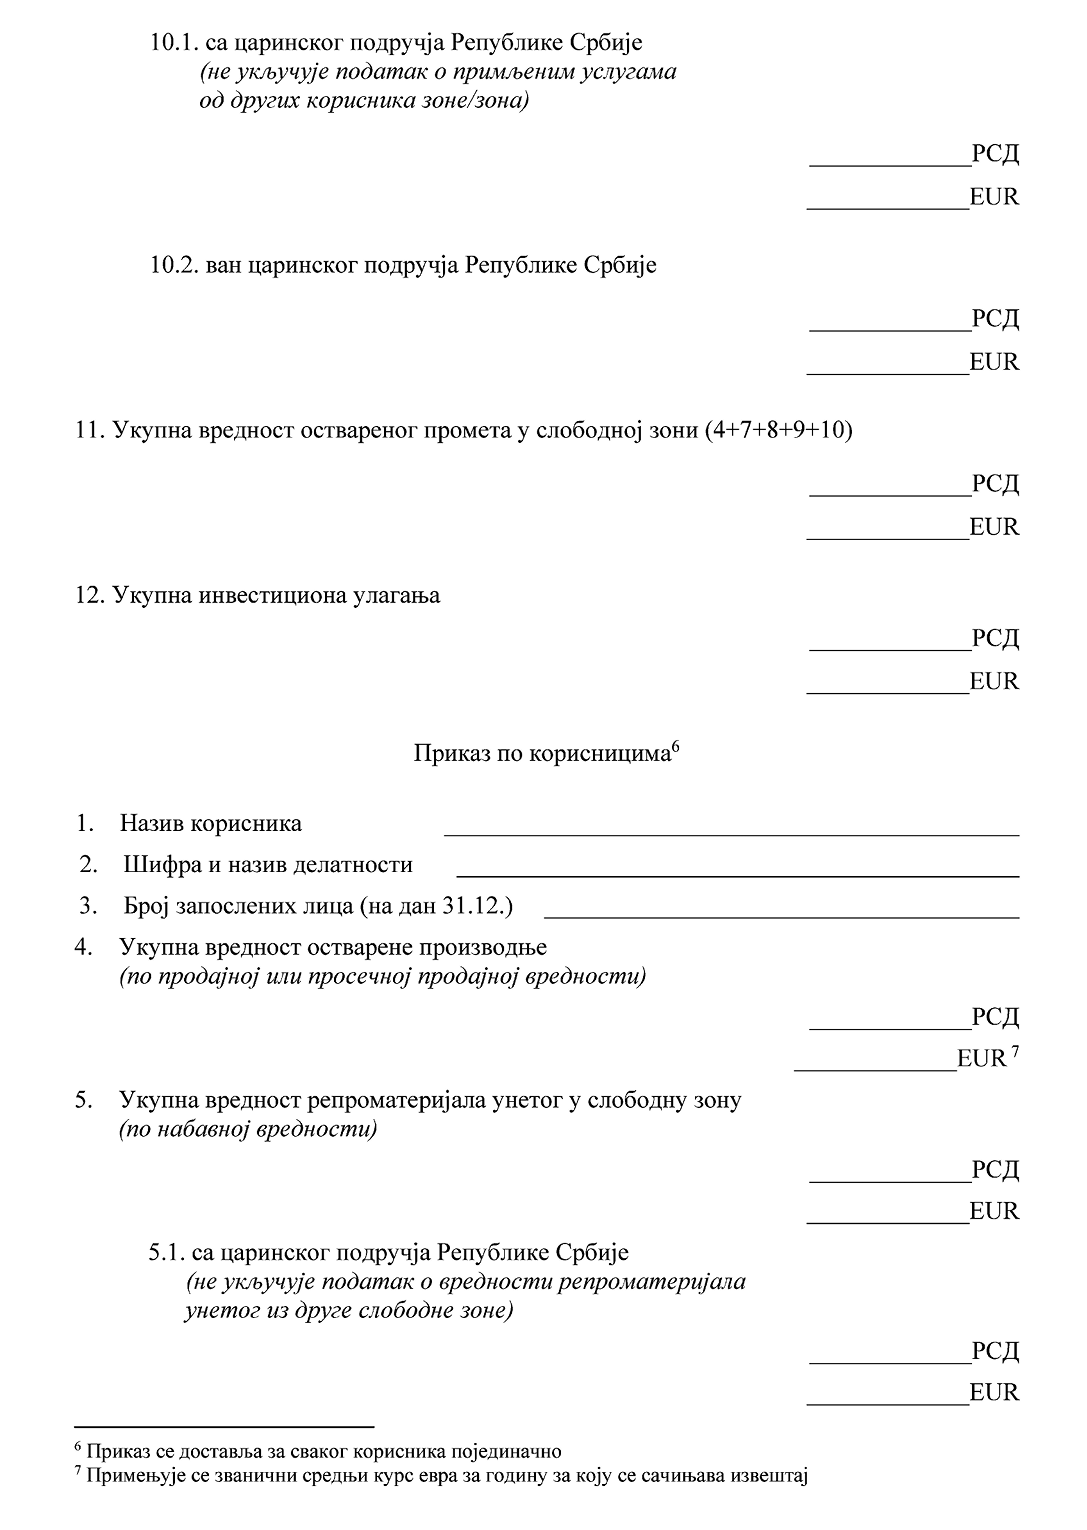 10.1. са царинског подручја Републике Србије
(не укључује податак о примљеним услугама
од других корисника зоне/зона)
_____________РСД
_____________EUR
10.2. ван царинског подручја Републике Србије
_____________РСД
_____________EUR
11. Укупна вредност оствареног промета у слободној зони (4+7+8+9+10)
_____________РСД
_____________EUR
12. Укупна инвестициона улагања
_____________РСД
_____________EUR
Приказ по корисницима⁶
1. Назив корисника ______________________________________________
2. Шифра и назив делатности _____________________________________________
3. Број запослених лица (на дан 31.12.) ______________________________________
4. Укупна вредност остварене производње
(по продајној или просечној продајној вредности)
_____________РСД
_____________EUR ⁷
5. Укупна вредност репроматеријала унетог у слободну зону
(по набавној вредности)
_____________РСД
_____________EUR
5.1. са царинског подручја Републике Србије
(не укључује податак о вредности репроматеријала
унетог из друге слободне зоне)
_____________РСД
_____________EUR
⁶ Приказ се доставља за сваког корисника појединачно
⁷ Примењује се званични средњи курс евра за годину за коју се сачињава извештај